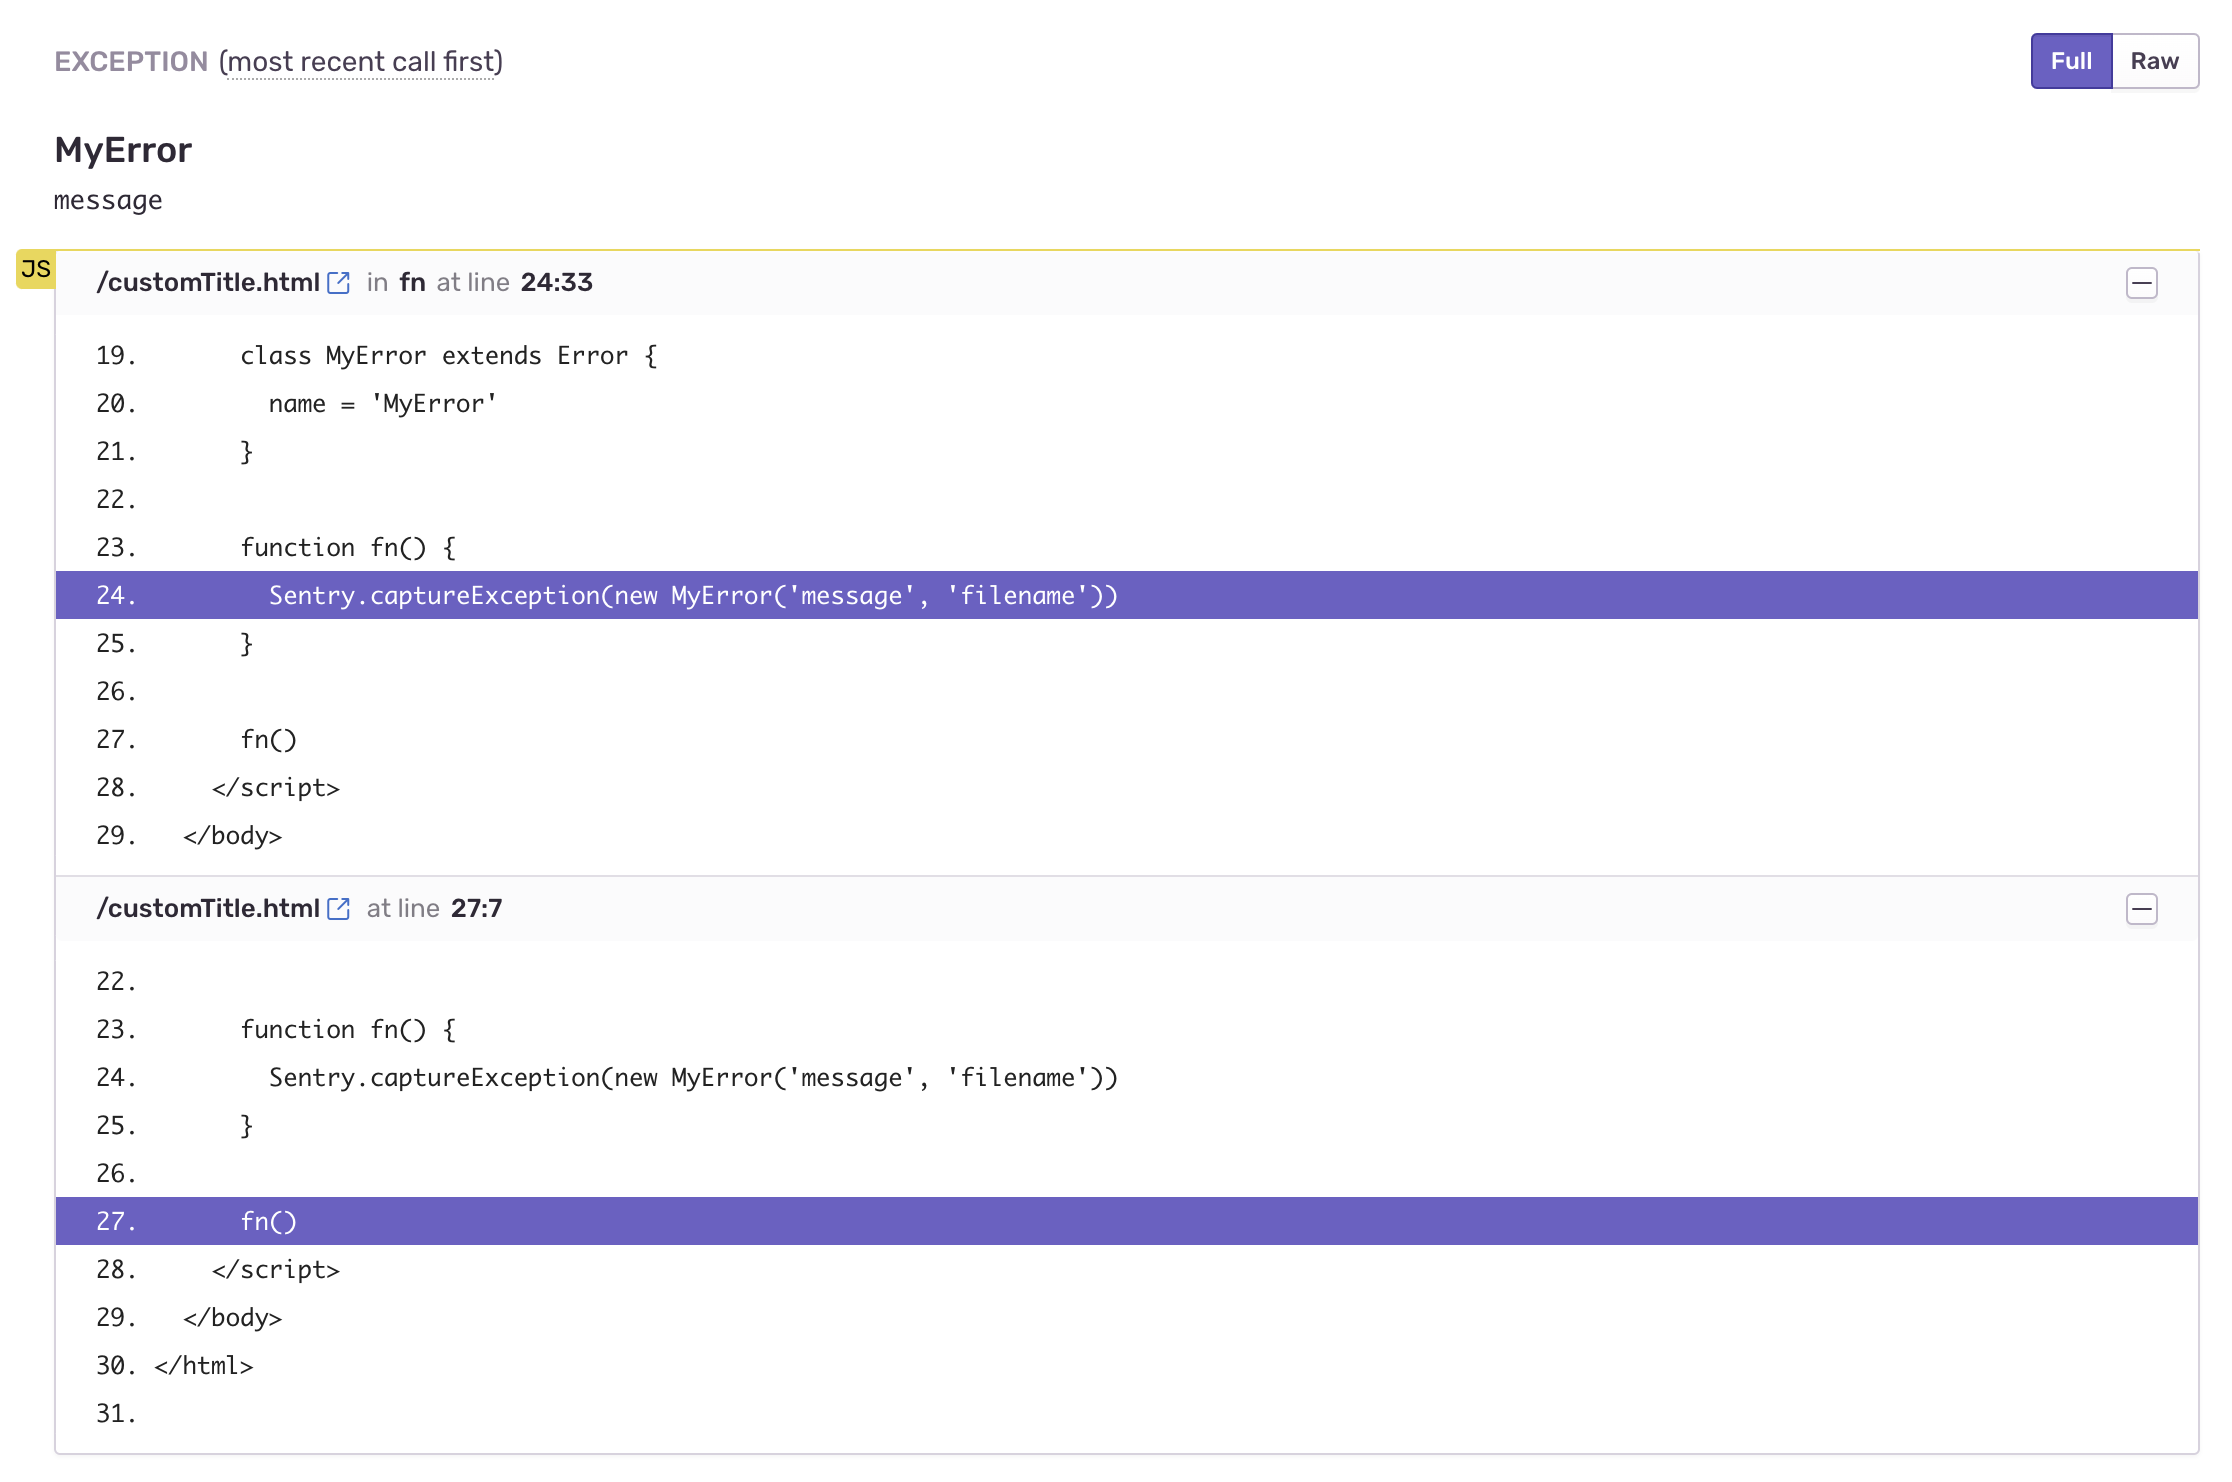 EXCEPTION (most recent call first)
Full Raw
MyError
message
JS
/customTitle.html in fn at line 24:33
19. class MyError extends Error {
20. name = 'MyError'
21. }
22.
23. function fn() {
24. Sentry.captureException(new MyError('message', 'filename'))
25. }
26.
27. fn()
28. </script>
29. </body>
/customTitle.html at line 27:7
22.
23. function fn() {
24. Sentry.captureException(new MyError('message', 'filename'))
25. }
26.
27. fn()
28. </script>
29. </body>
30. </html>
31.